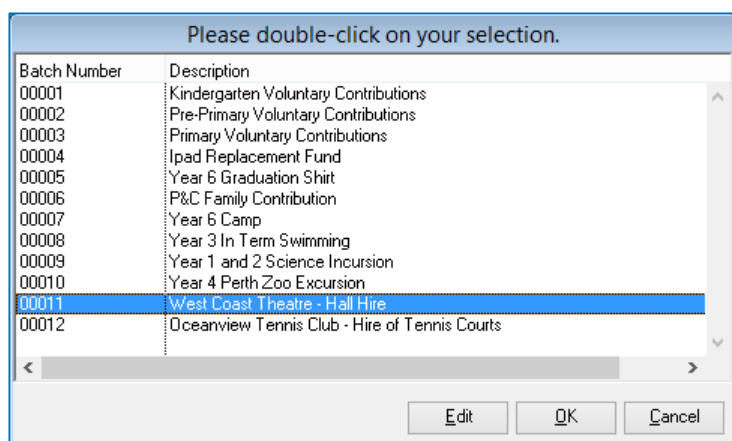 Please double-click on your selection.
Batch Number Description
00001 Kindergarten Voluntary Contributions
00002 Pre-Primary Voluntary Contributions
00003 Primary Voluntary Contributions
00004 Ipad Replacement Fund
00005 Year 6 Graduation Shirt
00006 P&C Family Contribution
00007 Year 6 Camp
00008 Year 3 In Term Swimming
00009 Year 1 and 2 Science Incursion
00010 Year 4 Perth Zoo Excursion
00011 West Coast Theatre - Hall Hire
00012 Oceanview Tennis Club - Hire of Tennis Courts
Edit OK Cancel